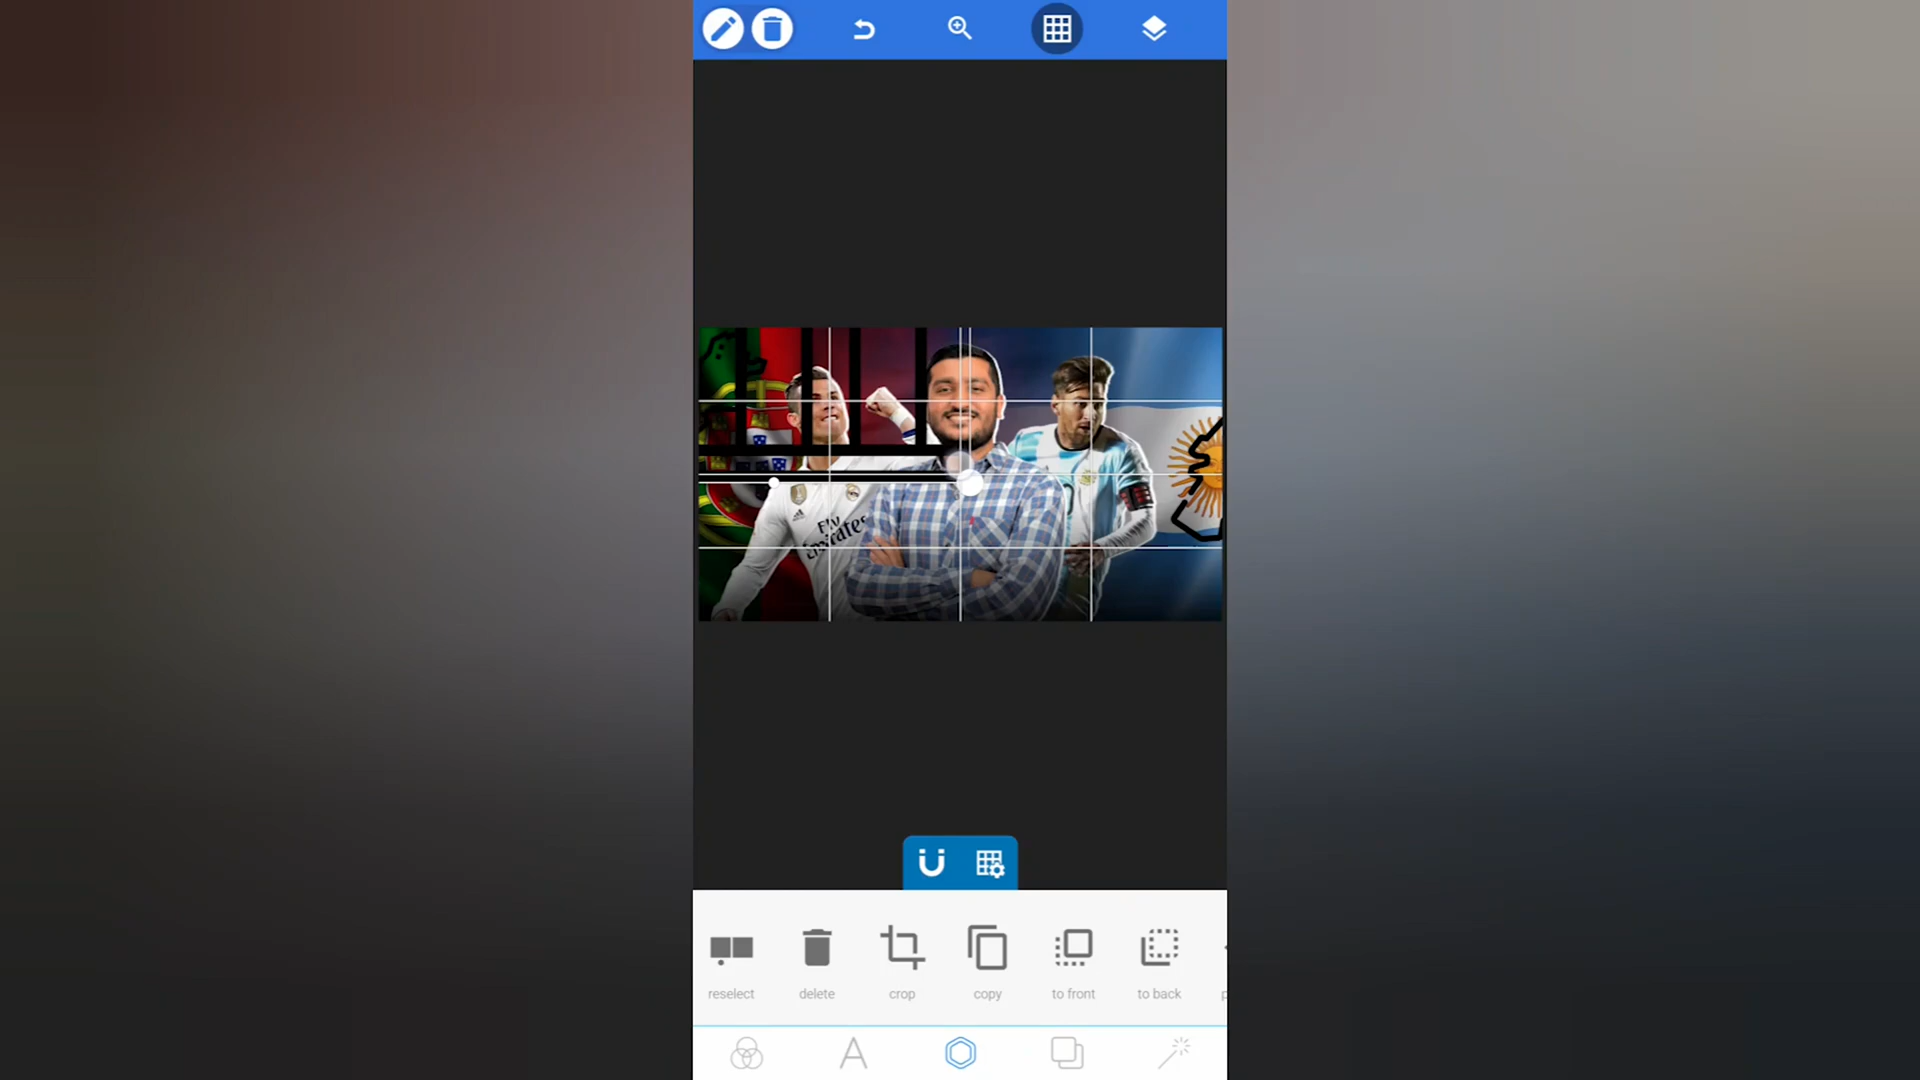 Fly
Emirates
reselect
delete
crop
copy
to front
to back